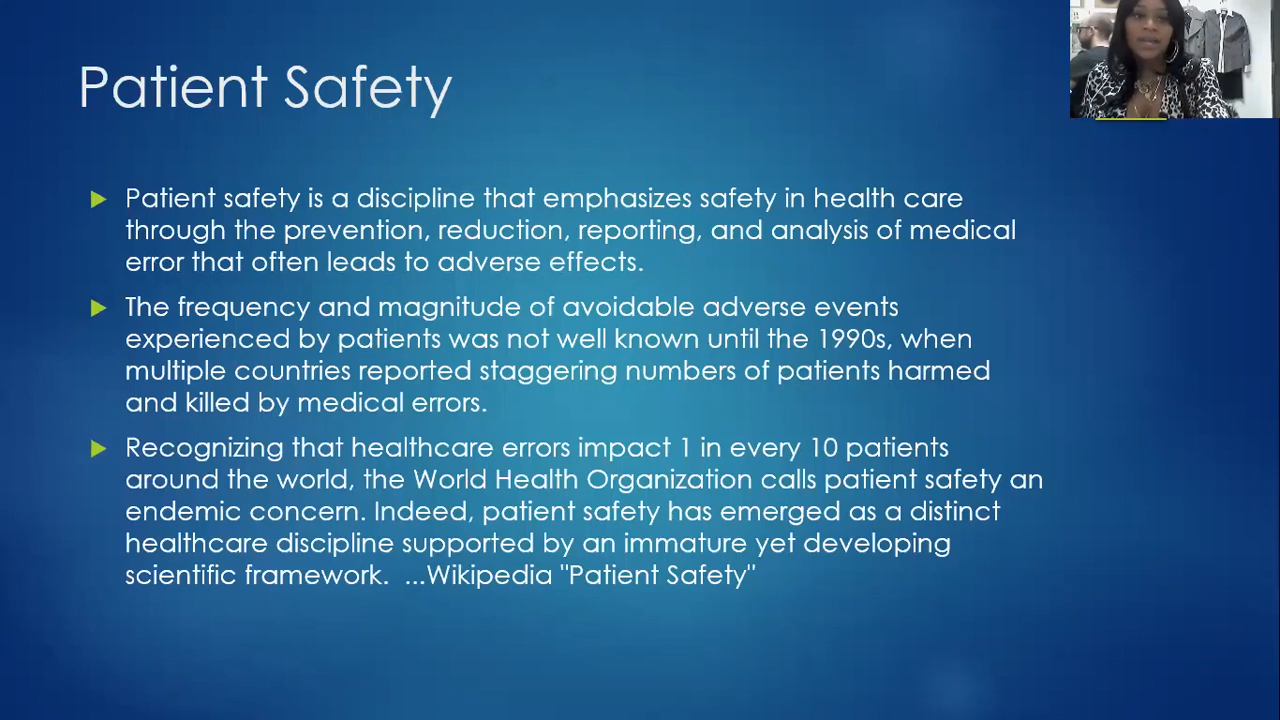 Patient Safety
Patient safety is a discipline that emphasizes safety in health care
through the prevention, reduction, reporting, and analysis of medical
error that often leads to adverse effects.
The frequency and magnitude of avoidable adverse events
experienced by patients was not well known until the 1990s, when
multiple countries reported staggering numbers of patients harmed
and killed by medical errors.
Recognizing that healthcare errors impact 1 in every 10 patients
around the world, the World Health Organization calls patient safety an
endemic concern. Indeed, patient safety has emerged as a distinct
healthcare discipline supported by an immature yet developing
scientific framework.  ...Wikipedia "Patient Safety"